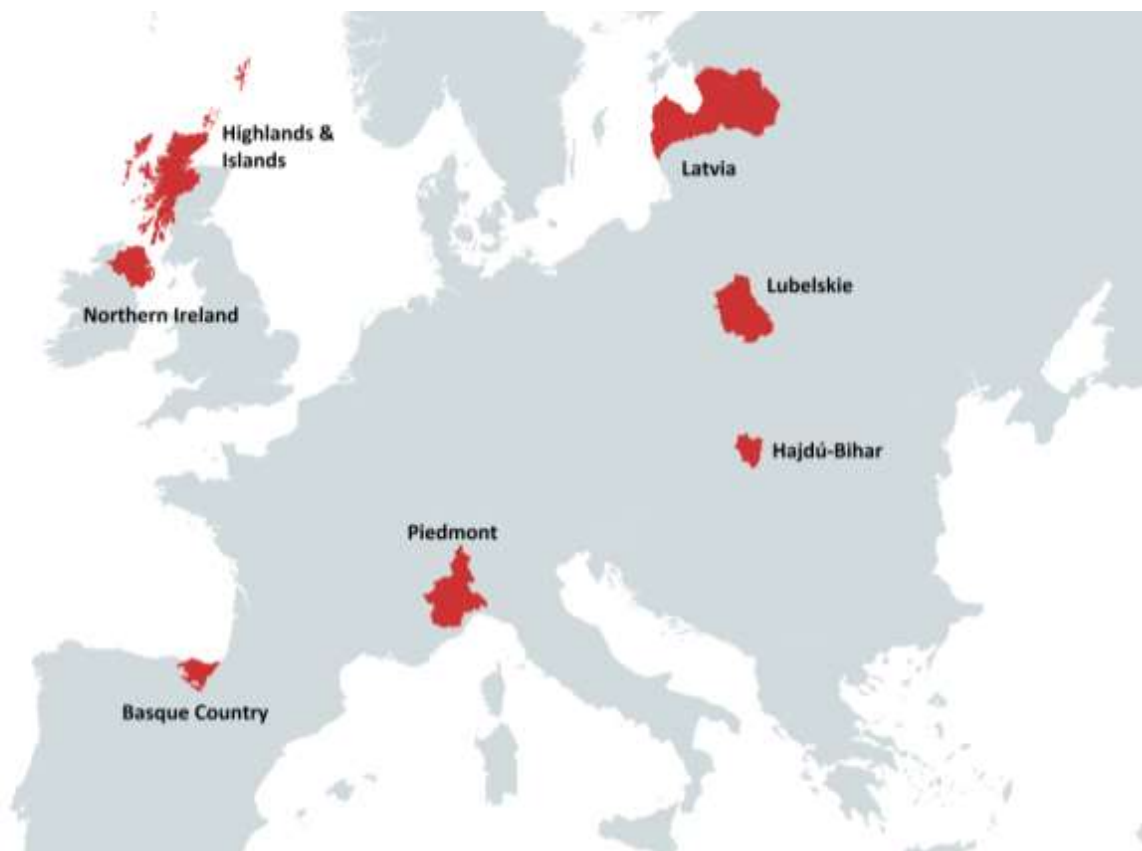 Highlands &
Islands
Latvia
Lubelskie
Northern Ireland
Hajdú-Bihar
Piedmont
Basque Country